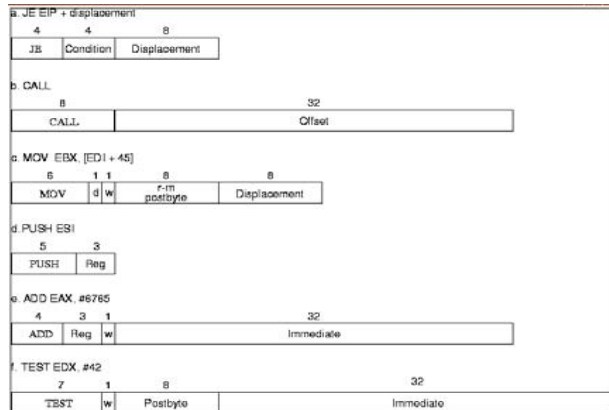 a. JE EIP + displacement
4 4 8
JE Condition Displacement
b. CALL
8 32
CALL Offset
c. MOV EBX, [EDI + 45]
6 1 1 8 8
MOV d w r-m postbyte Displacement
d. PUSH ESI
5 3
PUSH Reg
e. ADD EAX, #6765
4 3 1 32
ADD Reg w Immediate
f. TEST EDX, #42
7 1 8 32
TEST w Postbyte Immediate